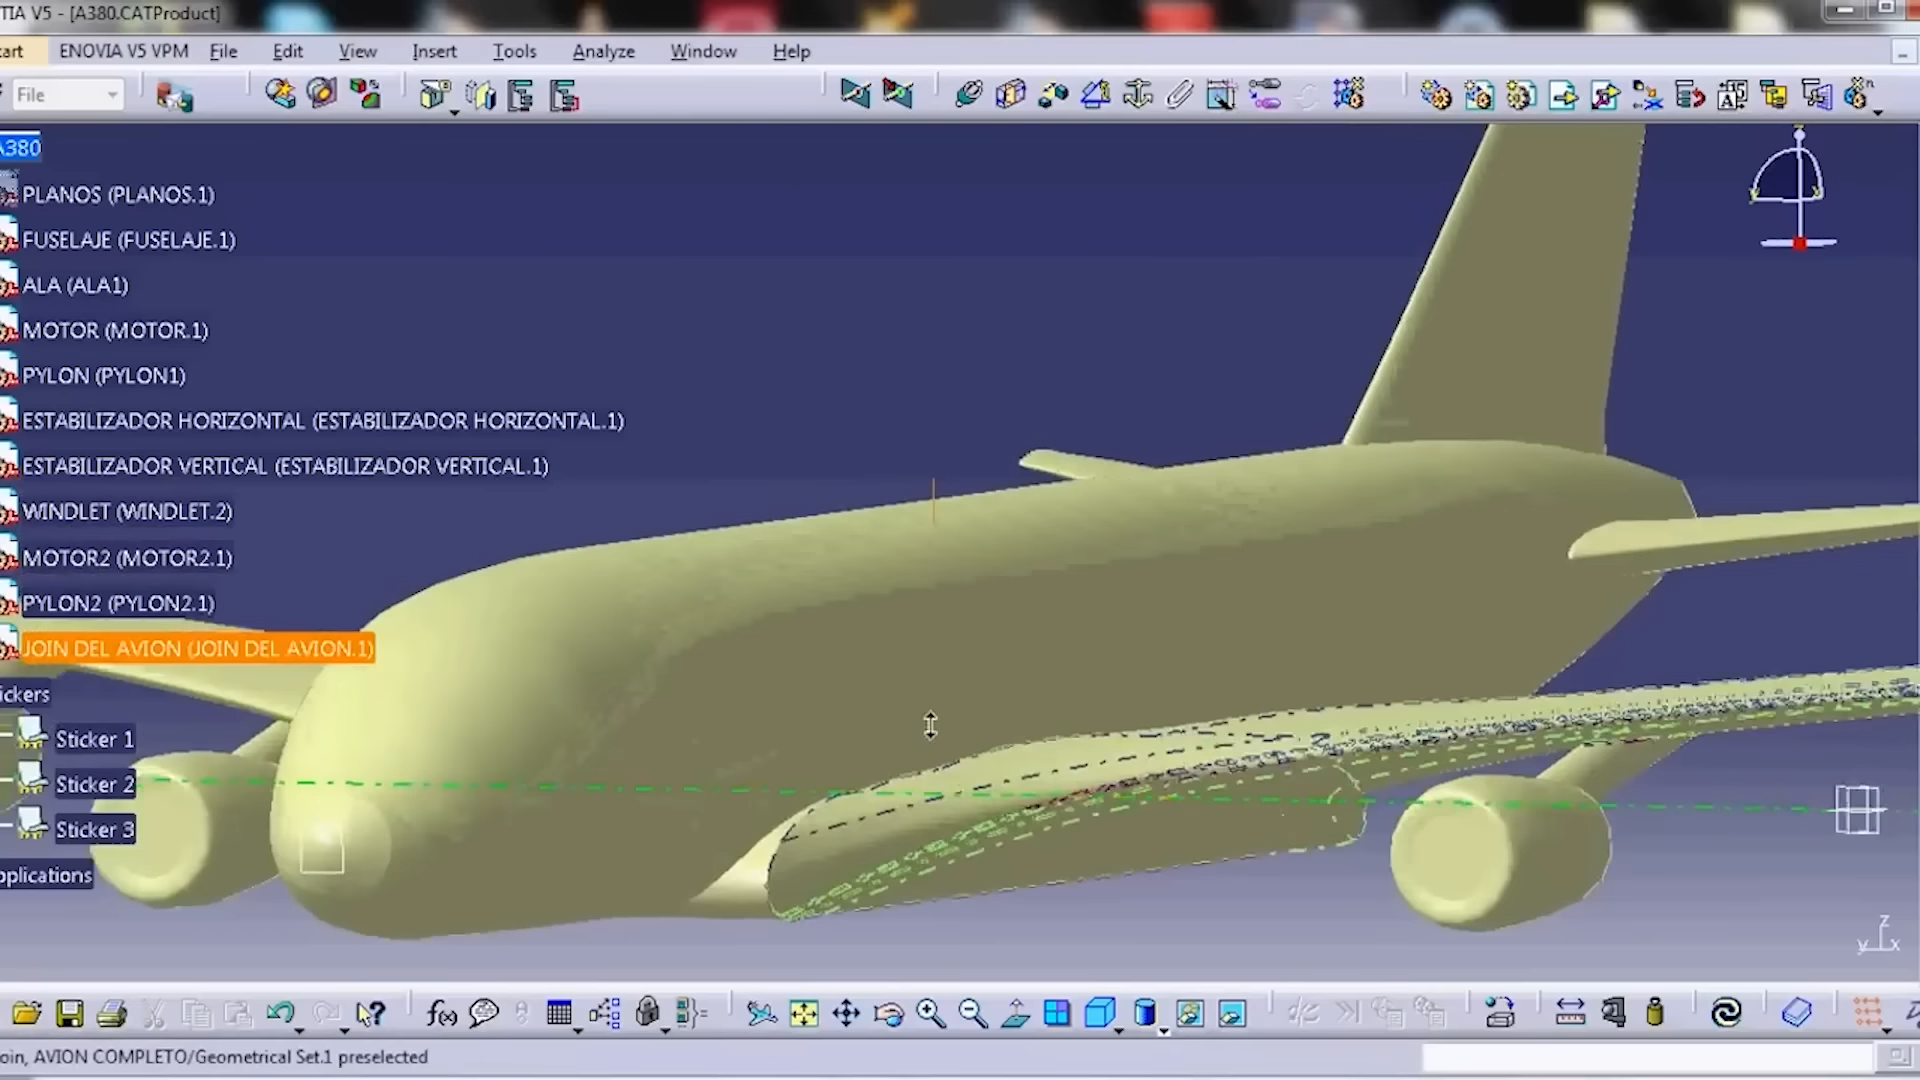 TIA V5 - [A380.CATProduct]
art ENOVIA V5 VPM File Edit View Insert Tools Analyze Window Help
File
A380
PLANOS (PLANOS.1)
FUSELAJE (FUSELAJE.1)
ALA (ALA1)
MOTOR (MOTOR.1)
PYLON (PYLON1)
ESTABILIZADOR HORIZONTAL (ESTABILIZADOR HORIZONTAL.1)
ESTABILIZADOR VERTICAL (ESTABILIZADOR VERTICAL.1)
WINDLET (WINDLET.2)
MOTOR2 (MOTOR2.1)
PYLON2 (PYLON2.1)
JOIN DEL AVION (JOIN DEL AVION.1)
ickers
Sticker 1
Sticker 2
Sticker 3
pplications
z
y x
f(x)
oin, AVION COMPLETO/Geometrical Set.1 preselected